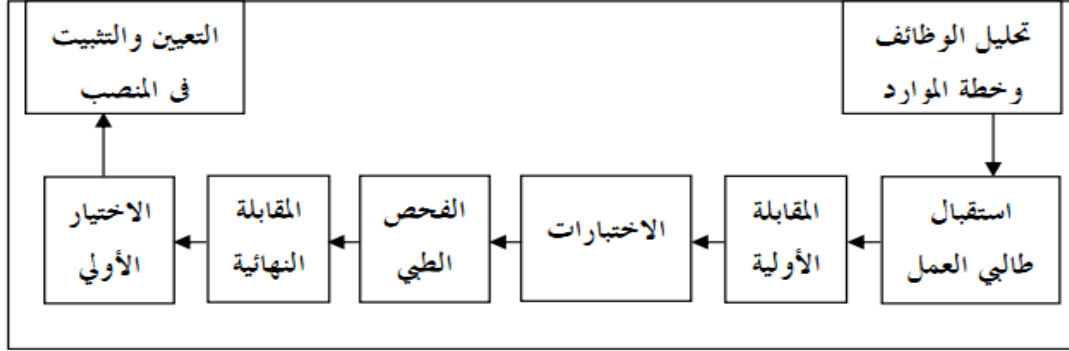 تحليل الوظائف
وخطة الموارد
استقبال
طالبي العمل
المقابلة
الأولية
الاختبارات
الفحص
الطبي
المقابلة
النهائية
الاختيار
الأولي
التعيين والتثبيت
فى المنصب